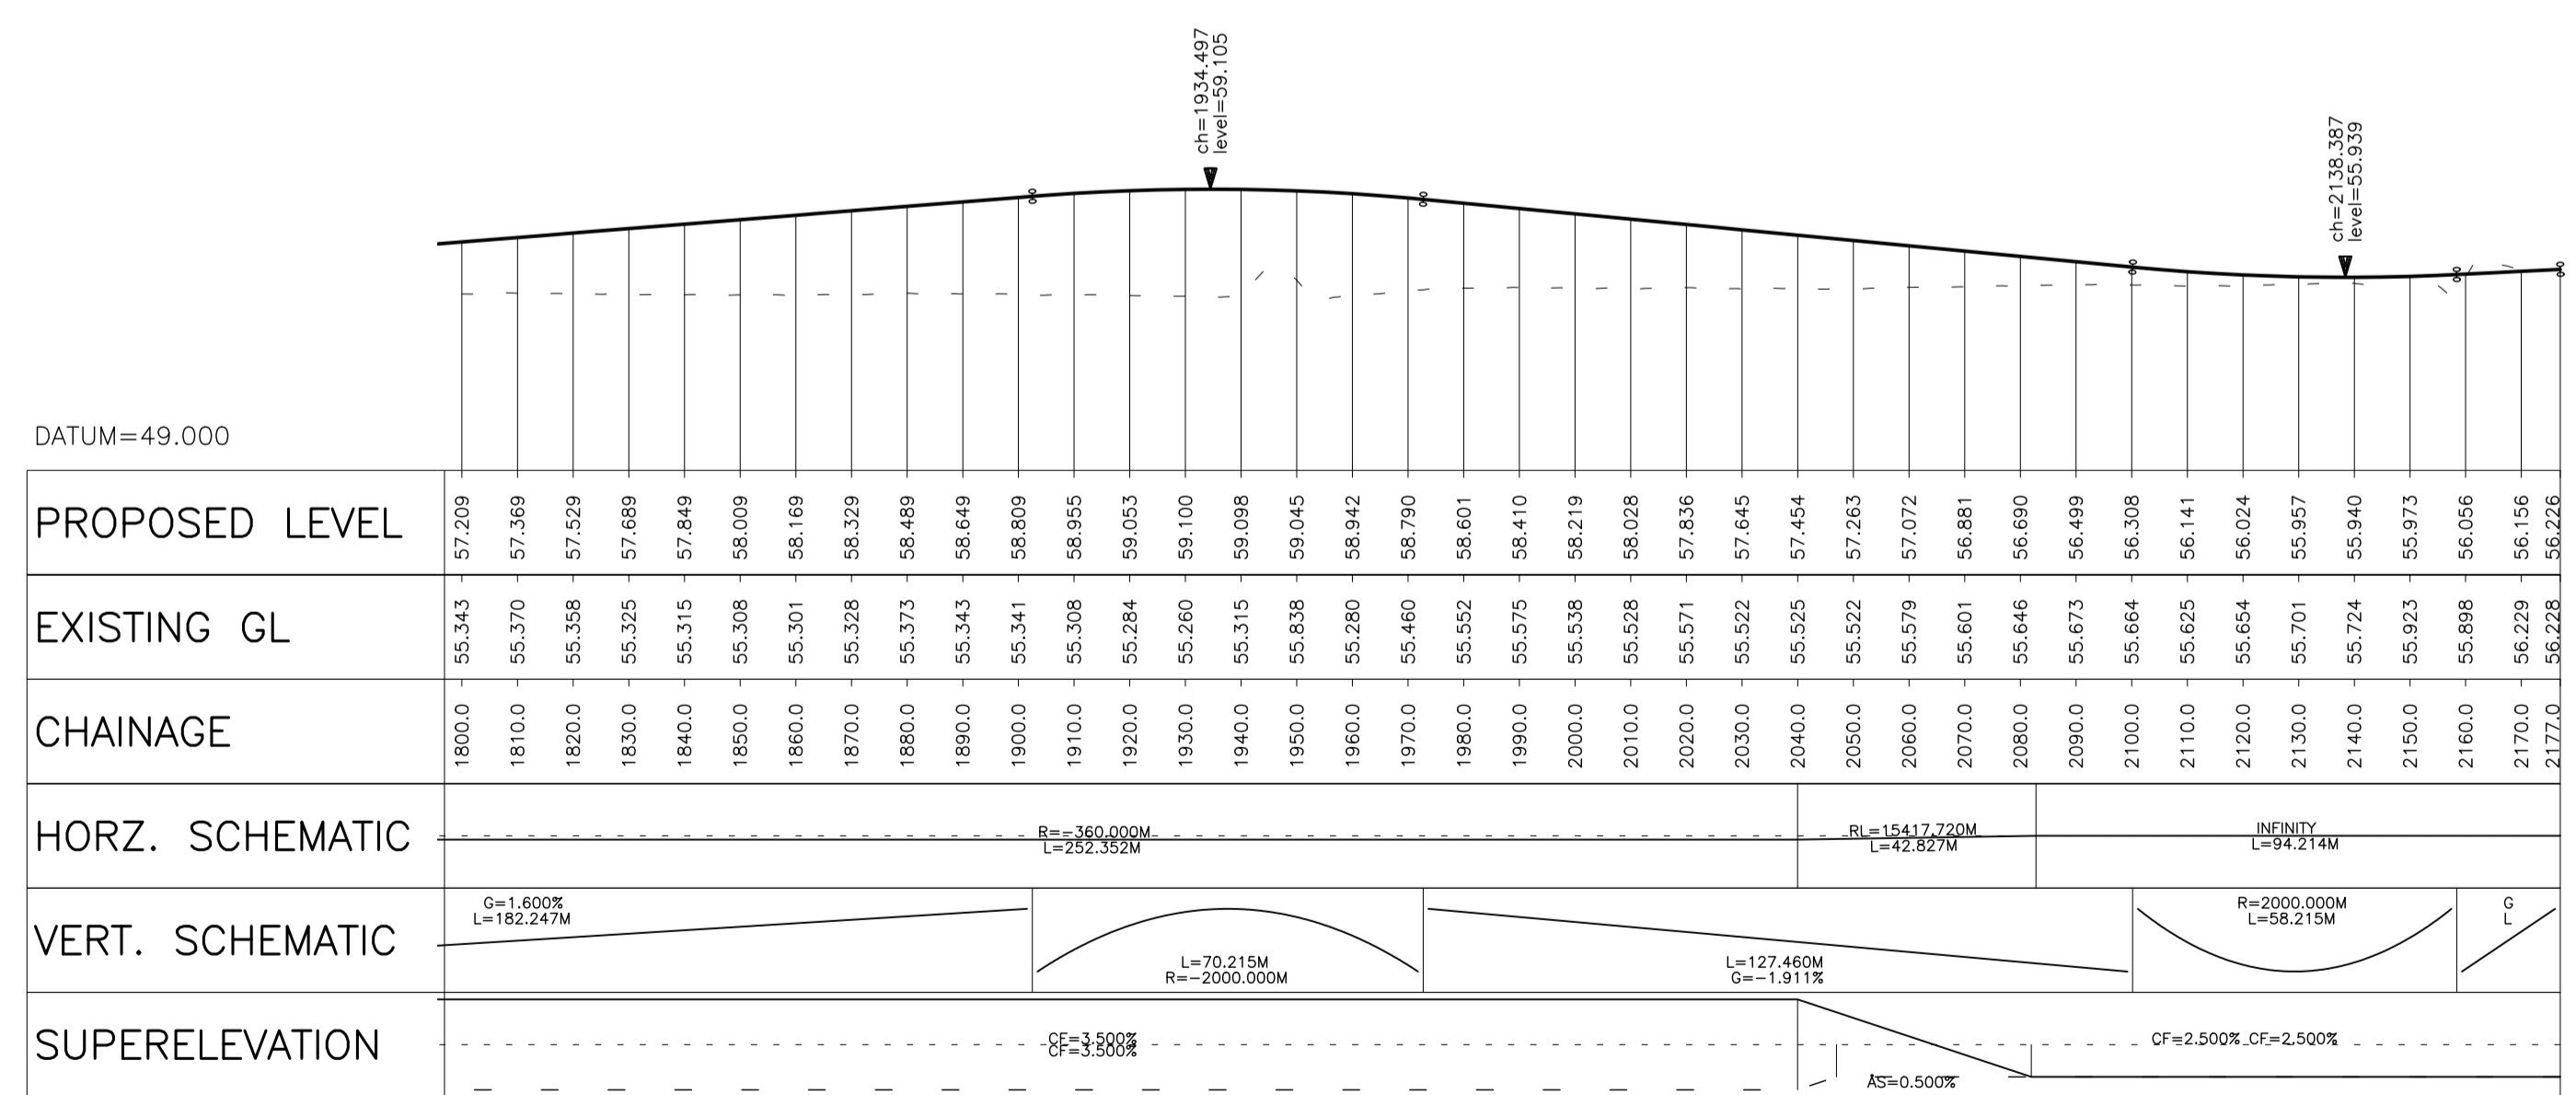 ch=1934.497
level=59.105
ch=2138.387
level=55.939
DATUM=49.000
PROPOSED LEVEL 57.209 57.369 57.529 57.689 57.849 58.009 58.169 58.329 58.489 58.649 58.809 58.955 59.053 59.100 59.098 59.045 58.942 58.790 58.601 58.410 58.219 58.028 57.836 57.645 57.454 57.263 57.072 56.881 56.690 56.499 56.308 56.141 56.024 55.957 55.940 55.973 56.056 56.156 56.226
EXISTING GL 55.343 55.370 55.358 55.325 55.315 55.308 55.301 55.328 55.373 55.343 55.341 55.308 55.284 55.260 55.315 55.838 55.280 55.460 55.552 55.575 55.538 55.528 55.571 55.522 55.525 55.522 55.579 55.601 55.646 55.673 55.664 55.625 55.654 55.701 55.724 55.923 55.898 56.229 56.228
CHAINAGE 1800.0 1810.0 1820.0 1830.0 1840.0 1850.0 1860.0 1870.0 1880.0 1890.0 1900.0 1910.0 1920.0 1930.0 1940.0 1950.0 1960.0 1970.0 1980.0 1990.0 2000.0 2010.0 2020.0 2030.0 2040.0 2050.0 2060.0 2070.0 2080.0 2090.0 2100.0 2110.0 2120.0 2130.0 2140.0 2150.0 2160.0 2170.0 2177.0
HORZ. SCHEMATIC
R=-360.000M
L=252.352M
RL=15417.720M
L=42.827M
INFINITY
L=94.214M
VERT. SCHEMATIC
G=1.600%
L=182.247M
L=70.215M
R=-2000.000M
L=127.460M
G=-1.911%
R=2000.000M
L=58.215M
G
L
SUPERELEVATION
CF=3.500%
CF=3.500%
AS=0.500%
CF=2.500% CF=2.500%